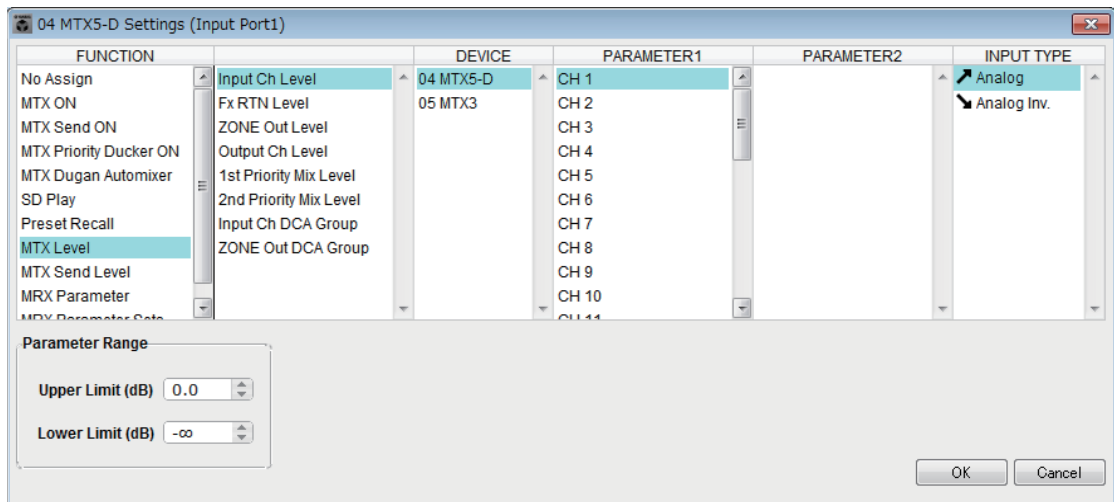 04 MTX5-D Settings (Input Port1)
FUNCTION DEVICE PARAMETER1 PARAMETER2 INPUT TYPE
No Assign Input Ch Level 04 MTX5-D CH 1 Analog
MTX ON Fx RTN Level 05 MTX3 CH 2 Analog Inv.
MTX Send ON ZONE Out Level CH 3
MTX Priority Ducker ON Output Ch Level CH 4
MTX Dugan Automixer 1st Priority Mix Level CH 5
SD Play 2nd Priority Mix Level CH 6
Preset Recall Input Ch DCA Group CH 7
MTX Level ZONE Out DCA Group CH 8
MTX Send Level CH 9
MRX Parameter CH 10
MRX Parameter Sets CH 11
Parameter Range
Upper Limit (dB) 0.0
Lower Limit (dB) -∞
OK Cancel